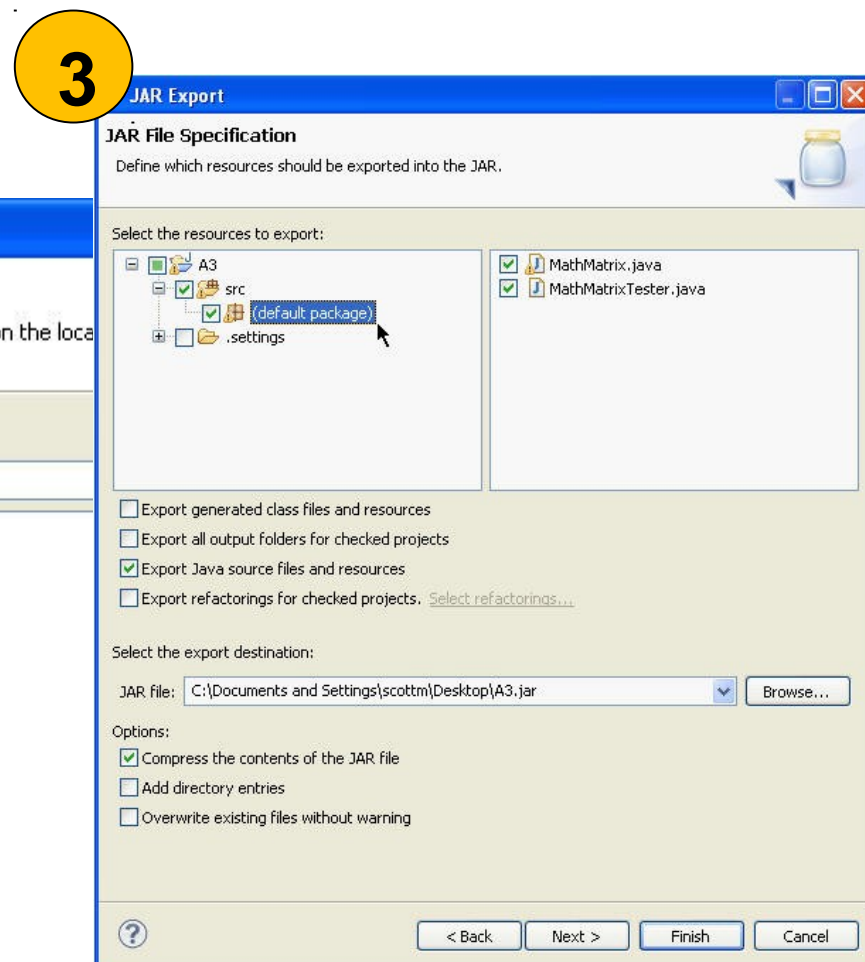 3
JAR Export
JAR File Specification
Define which resources should be exported into the JAR.
n the loca
Select the resources to export:
A3
src
(default package)
.settings
MathMatrix.java
MathMatrixTester.java
Export generated class files and resources
Export all output folders for checked projects
Export Java source files and resources
Export refactorings for checked projects. Select refactorings...
Select the export destination:
JAR file: C:\Documents and Settings\scottm\Desktop\A3.jar Browse...
Options:
Compress the contents of the JAR file
Add directory entries
Overwrite existing files without warning
? < Back Next > Finish Cancel